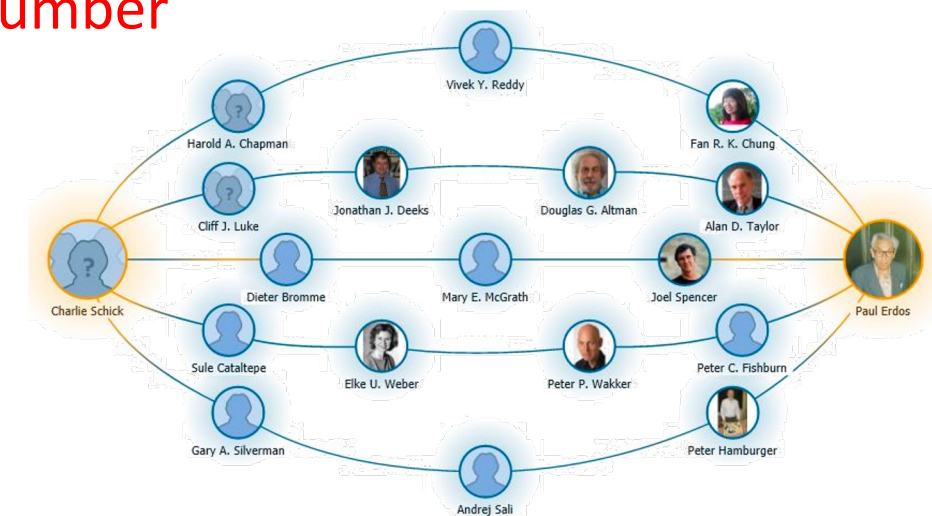 umber
Vivek Y. Reddy
Harold A. Chapman
Fan R. K. Chung
Jonathan J. Deeks
Douglas G. Altman
Cliff J. Luke
Alan D. Taylor
Dieter Bromme
Mary E. McGrath
Joel Spencer
Charlie Schick
Paul Erdos
Sule Cataltepe
Elke U. Weber
Peter P. Wakker
Peter C. Fishburn
Gary A. Silverman
Peter Hamburger
Andrej Sali